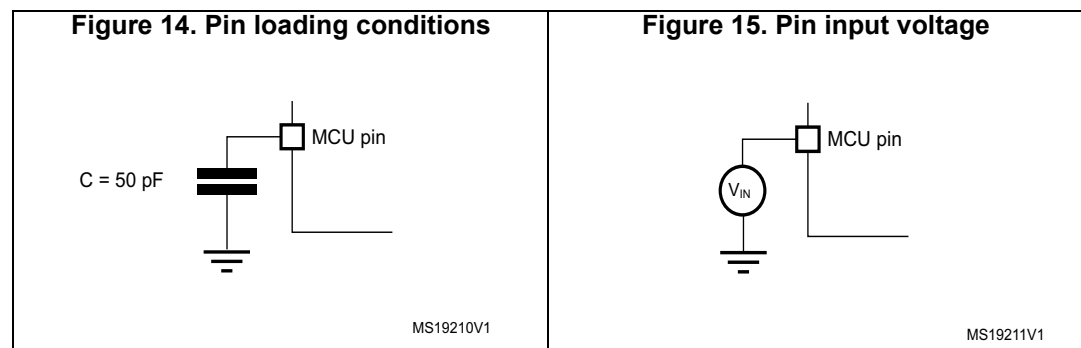 Figure 14. Pin loading conditions
MCU pin
C = 50 pF
MS19210V1
Figure 15. Pin input voltage
MCU pin
VIN
MS19211V1